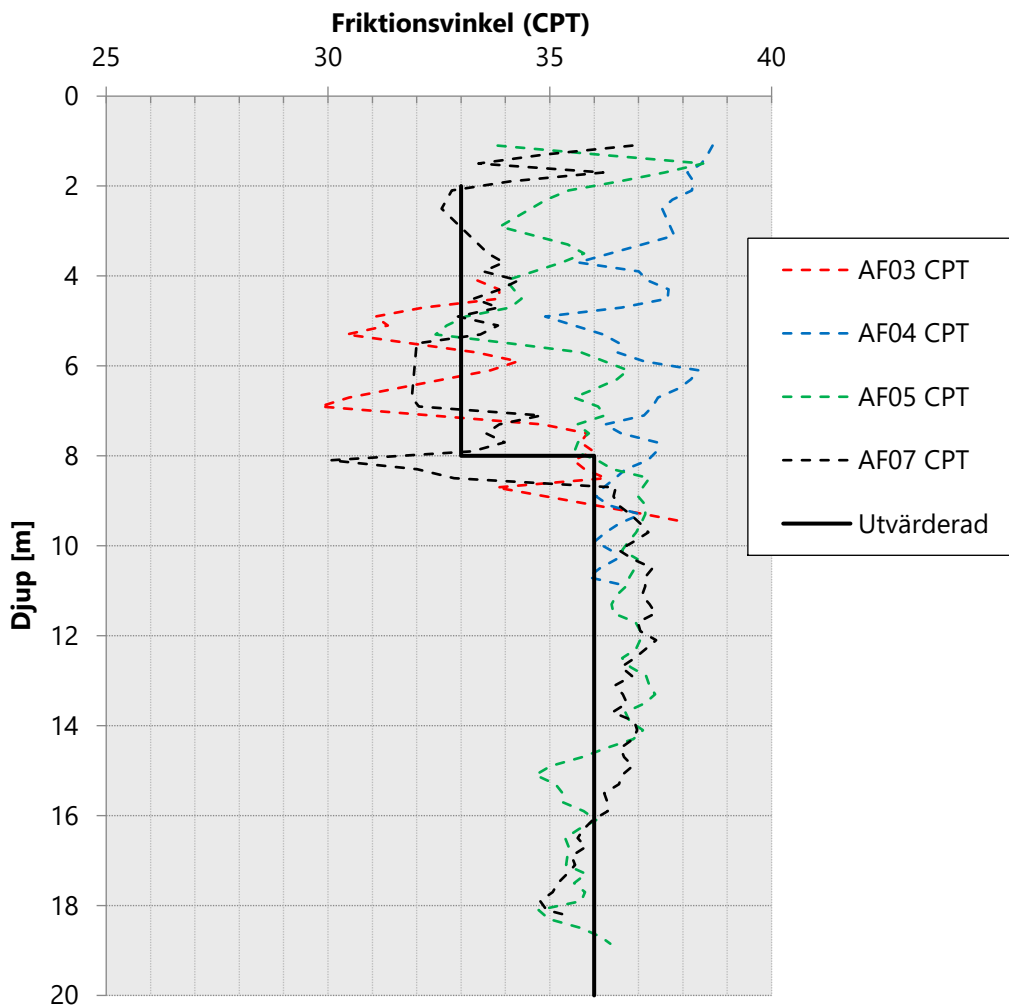 Friktionsvinkel (CPT)
25 30 35 40
0
2
4
6
8
10
12
14
16
18
20
Djup [m]
AF03 CPT
AF04 CPT
AF05 CPT
AF07 CPT
Utvärderad